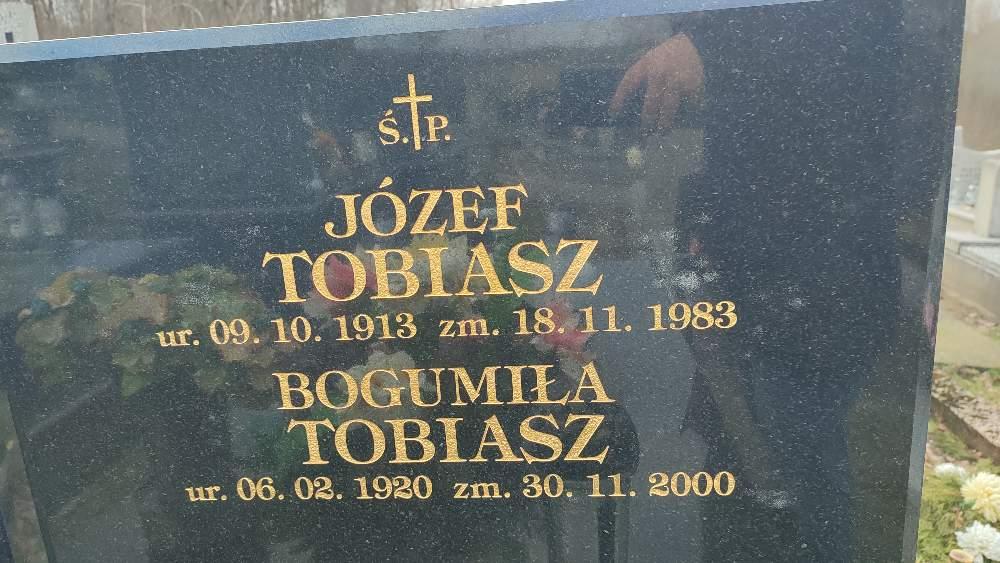 Ś. P.
JÓZEF
TOBIASZ
ur. 09. 10. 1913 zm. 18. 11. 1983
BOGUMIŁA
TOBIASZ
ur. 06. 02. 1920 zm. 30. 11. 2000